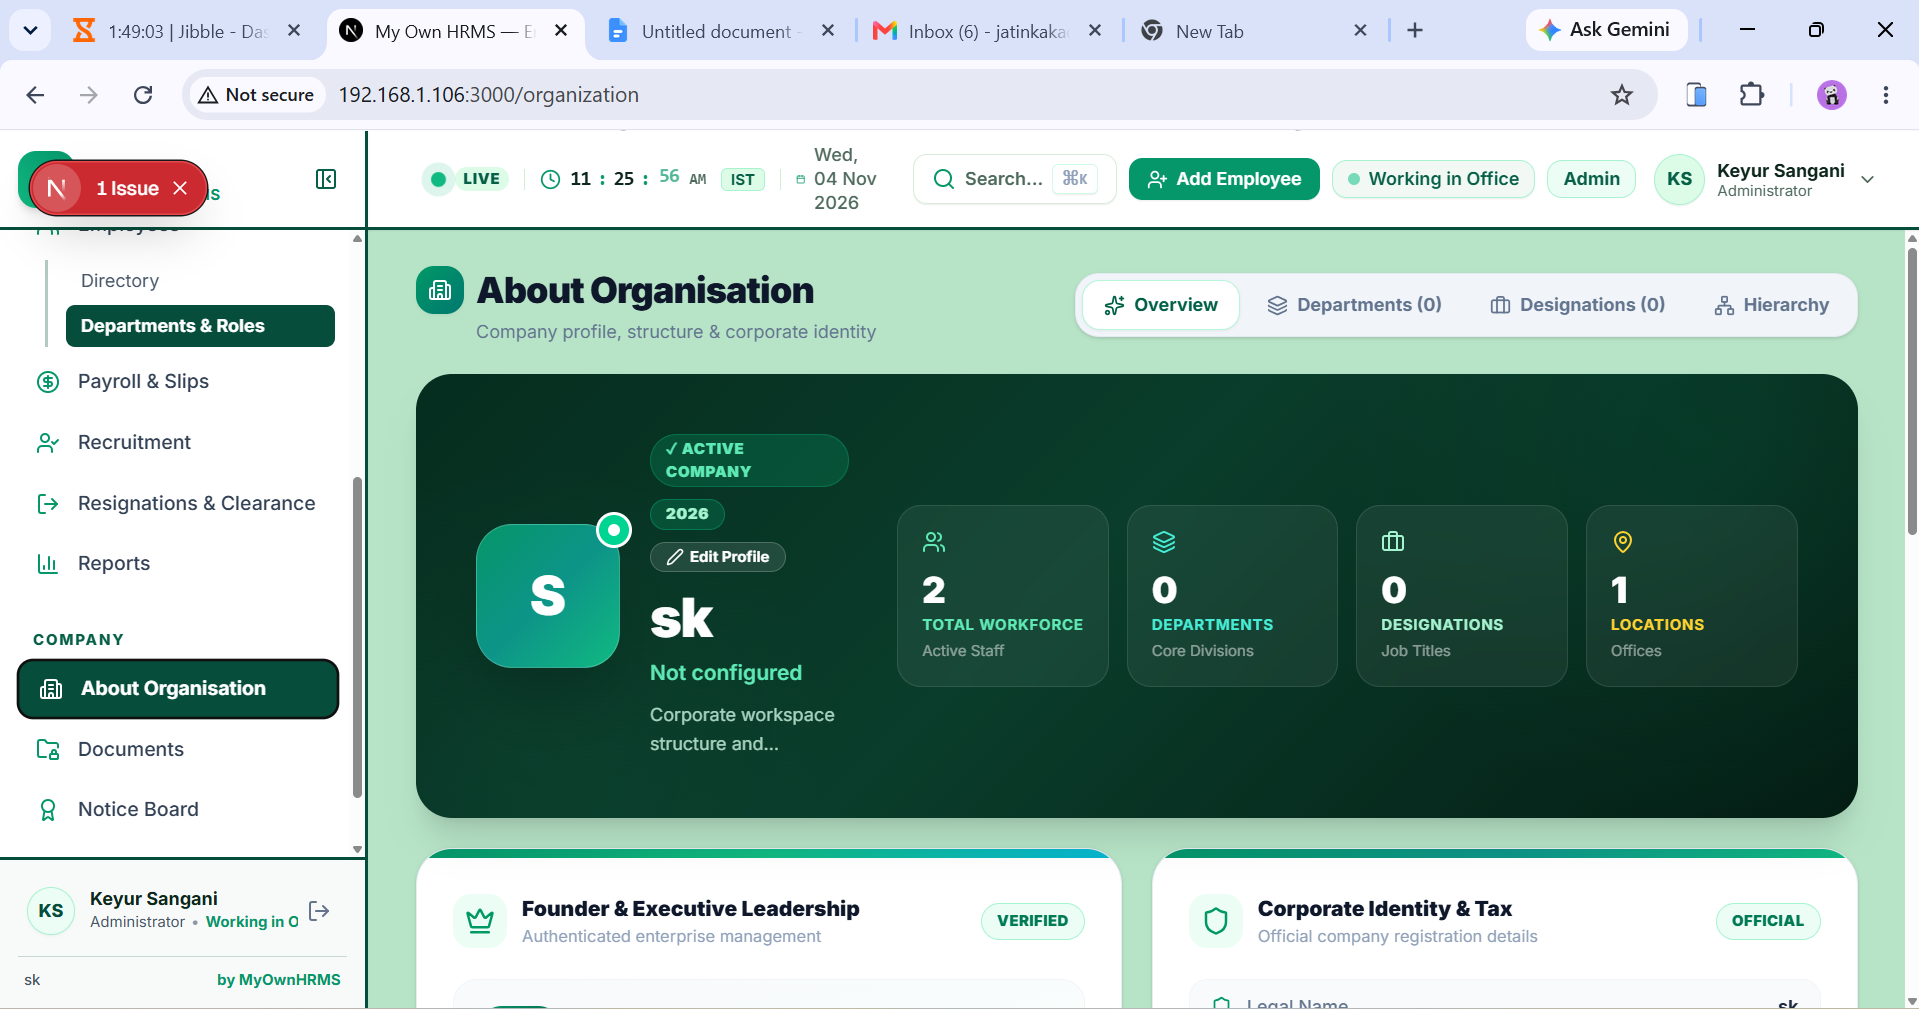 1:49:03 | Jibble - Das
My Own HRMS — E
Untitled document -
Inbox (6) - jatinkaka
New Tab
Ask Gemini
Not secure
192.168.1.106:3000/organization
N 1 Issue
s
Employees
Directory
Departments & Roles
Payroll & Slips
Recruitment
Resignations & Clearance
Reports
COMPANY
About Organisation
Documents
Notice Board
KS
Keyur Sangani
Administrator • Working in O
sk
by MyOwnHRMS
LIVE
11 : 25 : 56 AM
IST
Wed,
04 Nov
2026
Search... ⌘K
Add Employee
Working in Office
Admin
KS
Keyur Sangani
Administrator
About Organisation
Company profile, structure & corporate identity
Overview
Departments (0)
Designations (0)
Hierarchy
S
✓ ACTIVE
COMPANY
2026
Edit Profile
sk
Not configured
Corporate workspace
structure and...
2
TOTAL WORKFORCE
Active Staff
0
DEPARTMENTS
Core Divisions
0
DESIGNATIONS
Job Titles
1
LOCATIONS
Offices
Founder & Executive Leadership
Authenticated enterprise management
VERIFIED
Corporate Identity & Tax
Official company registration details
OFFICIAL
Legal Name
sk